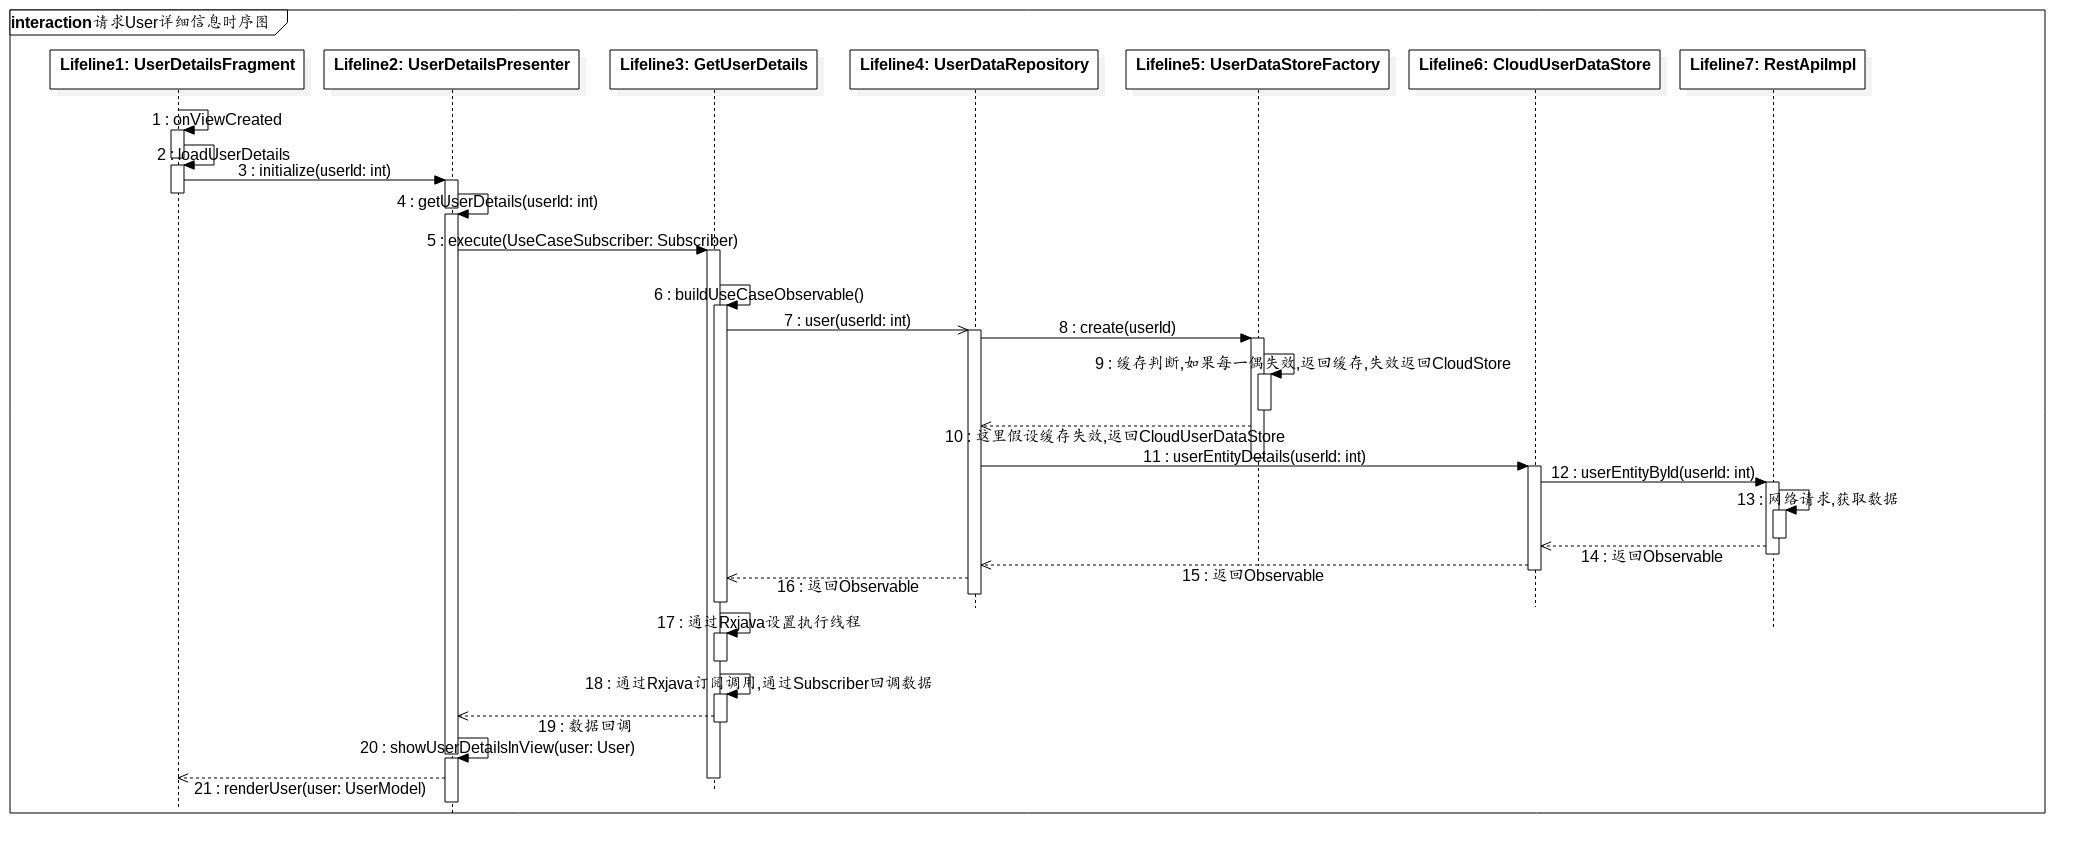 interaction请求User详细信息时序图
Lifeline1: UserDetailsFragment
Lifeline2: UserDetailsPresenter
Lifeline3: GetUserDetails
Lifeline4: UserDataRepository
Lifeline5: UserDataStoreFactory
Lifeline6: CloudUserDataStore
Lifeline7: RestApiImpl
1 : onViewCreated
2 : loadUserDetails
3 : initialize(userId: int)
4 : getUserDetails(userId: int)
5 : execute(UseCaseSubscriber: Subscriber)
6 : buildUseCaseObservable()
7 : user(userId: int)
8 : create(userId)
9 : 缓存判断,如果每一偶失效,返回缓存,失效返回CloudStore
10 : 这里假设缓存失效,返回CloudUserDataStore
11 : userEntityDetails(userId: int)
12 : userEntityById(userId: int)
13 : 网络请求,获取数据
14 : 返回Observable
15 : 返回Observable
16 : 返回Observable
17 : 通过Rxjava设置执行线程
18 : 通过Rxjava订阅调用,通过Subscriber回调数据
19 : 数据回调
20 : showUserDetailsInView(user: User)
21 : renderUser(user: UserModel)